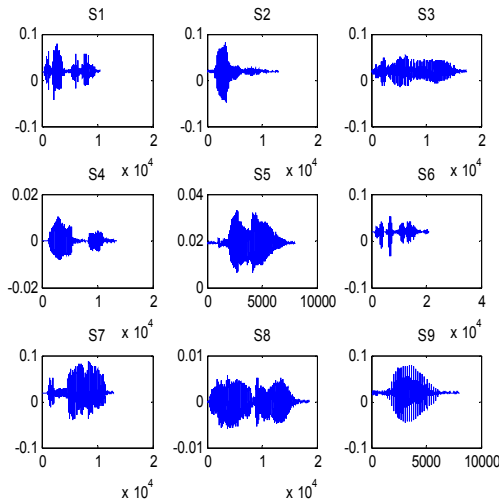 S1 S2 S3
0.1 0.1 0.1
0 0 0
-0.1 -0.1 -0.1
0 1 2 0 1 2 0 1 2
x 10^4 x 10^4 x 10^4
S4 S5 S6
0.02 0.04 0.1
0 0.02 0
-0.02 0 -0.1
0 1 2 0 5000 10000 0 2 4
x 10^4 x 10^4
S7 S8 S9
0.1 0.01 0.1
0 0 0
-0.1 -0.01 -0.1
0 1 2 0 1 2 0 5000 10000
x 10^4 x 10^4